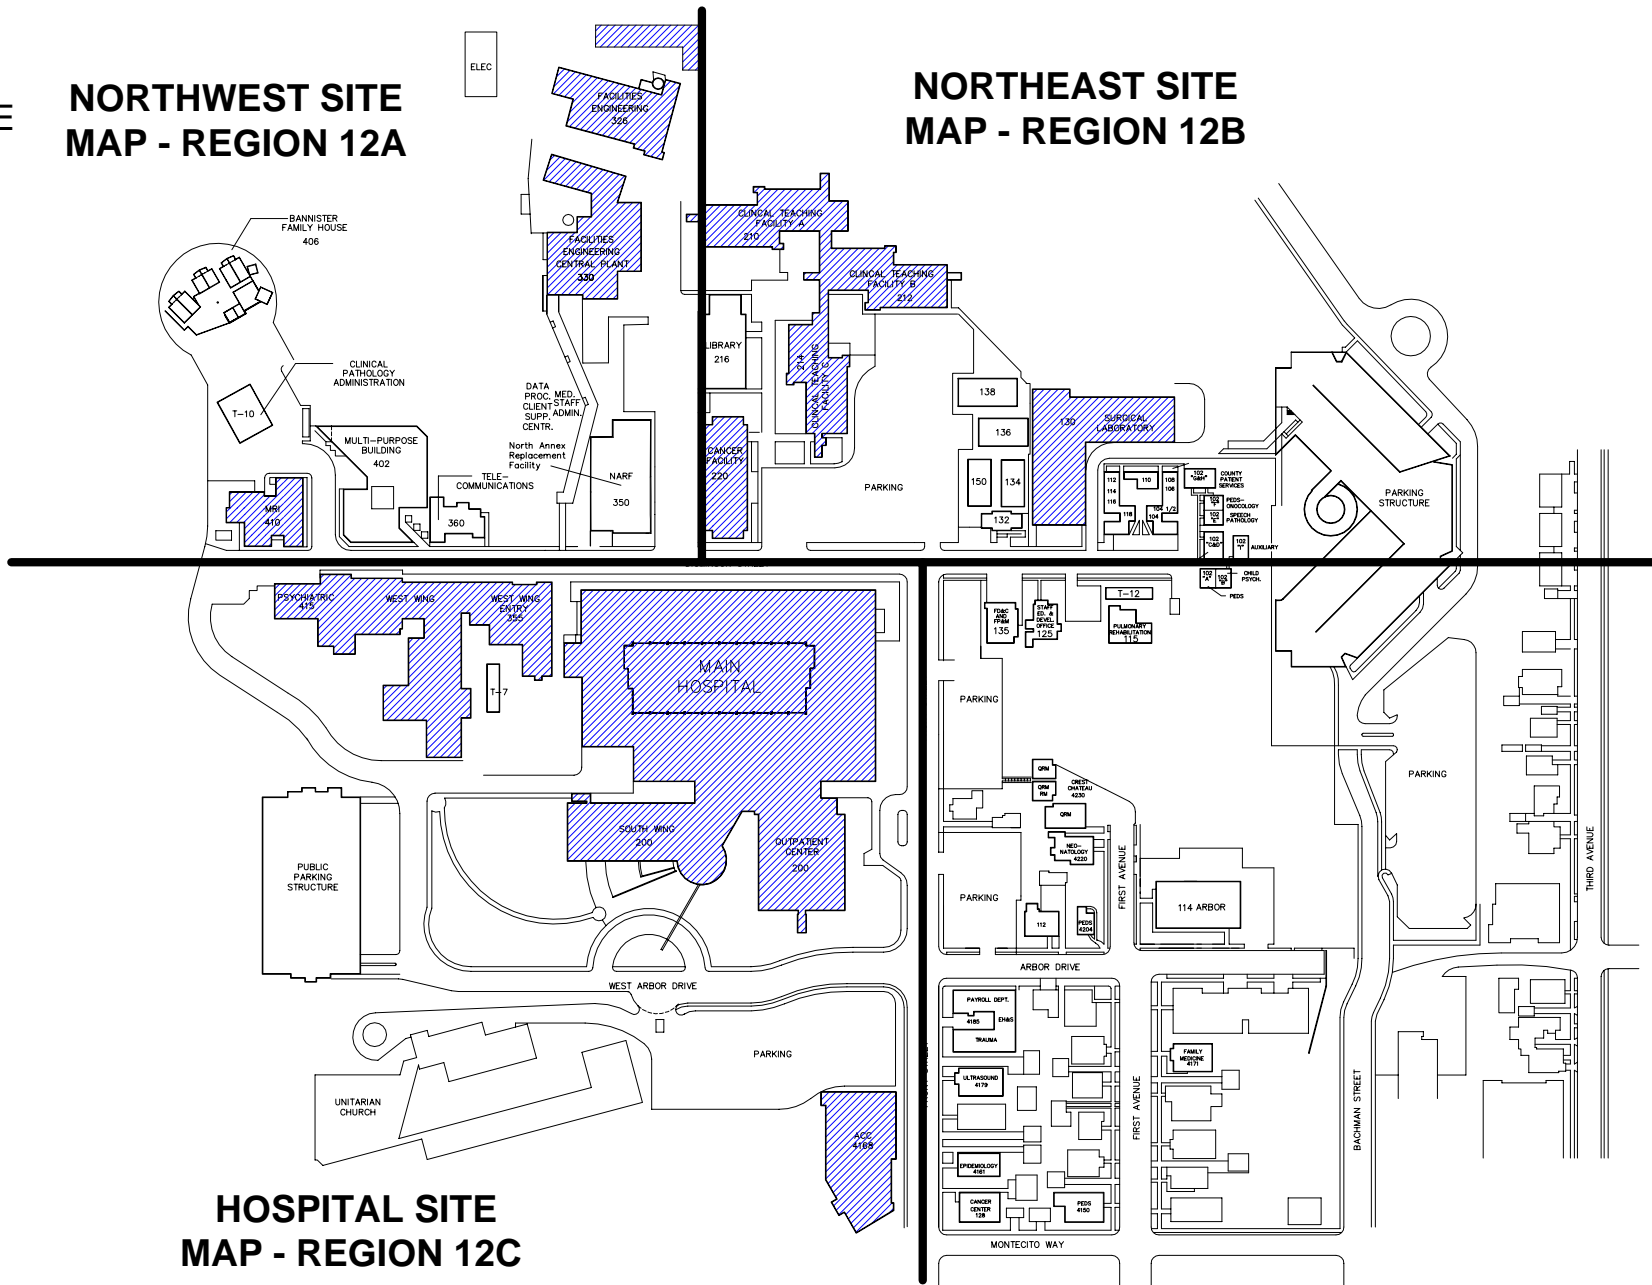 NORTHWEST SITE
MAP - REGION 12A
NORTHEAST SITE
MAP - REGION 12B
E
ELEC
FACILITIES
ENGINEERING
326
BANNISTER
FAMILY HOUSE
406
FACILITIES
ENGINEERING
CENTRAL PLANT
330
CLINCAL TEACHING
FACILITY A
210
CLINCAL TEACHING
FACILITY B
212
LIBRARY
216
214
CLINCAL TEACHING
FACILITY C
CLINICAL
PATHOLOGY
ADMINISTRATION
T-10
DATA
PROC.
CLIENT
SUPP.
CENTR.
MED.
STAFF
ADMIN.
North Annex
Replacement
Facility
MULTI-PURPOSE
BUILDING
402
TELE-
COMMUNICATIONS
NARF
350
360
MRI
410
CANCER
FACILITY
220
PARKING
138
136
150
134
132
130
SURGICAL
LABORATORY
112
114
116
118
110
108
106
104 1/2
104
102
"G&H"
COUNTY
PATIENT
SERVICES
102
"F"
PEDS-
ONOCOLOGY
102
"E"
SPEECH
PATHOLOGY
102
"C&D"
102
"I"
AUXILIARY
102
"A"
102
"B"
CHILD
PSYCH.
PEDS
PARKING
STRUCTURE
PSYCHIATRIC
415
WEST WING
WEST WING
ENTRY
355
T-7
MAIN
HOSPITAL
SOUTH WING
200
OUTPATIENT
CENTER
200
FD&C
AND
FP&M
135
STAFF
ED. &
DEVEL.
OFFICE
125
T-12
PULMONARY
REHABILITATION
115
PARKING
PARKING
QRM
QRM
RM
CREST
CHATEAU
4230
QRM
NEO-
NATOLOGY
4220
PUBLIC
PARKING
STRUCTURE
PARKING
112
PEDS
4204
FIRST AVENUE
114 ARBOR
THIRD AVENUE
ARBOR DRIVE
WEST ARBOR DRIVE
PAYROLL DEPT.
4185
EH&S
TRAUMA
PARKING
UNITARIAN
CHURCH
ULTRASOUND
4179
FAMILY
MEDICINE
4171
ACC
4168
FIRST AVENUE
BACHMAN STREET
EPIDEMIOLOGY
4161
CANCER
CENTER
128
PEDS
4150
MONTECITO WAY
HOSPITAL SITE
MAP - REGION 12C